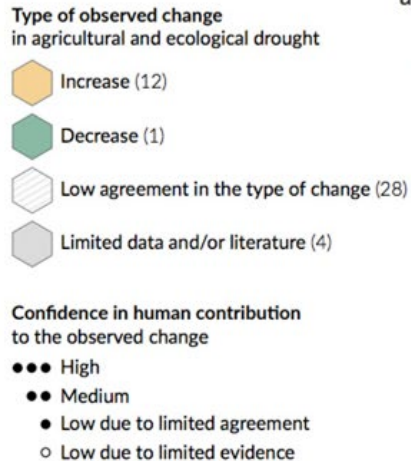 Type of observed change
in agricultural and ecological drought
Increase (12)
Decrease (1)
Low agreement in the type of change (28)
Limited data and/or literature (4)
Confidence in human contribution
to the observed change
••• High
•• Medium
• Low due to limited agreement
○ Low due to limited evidence